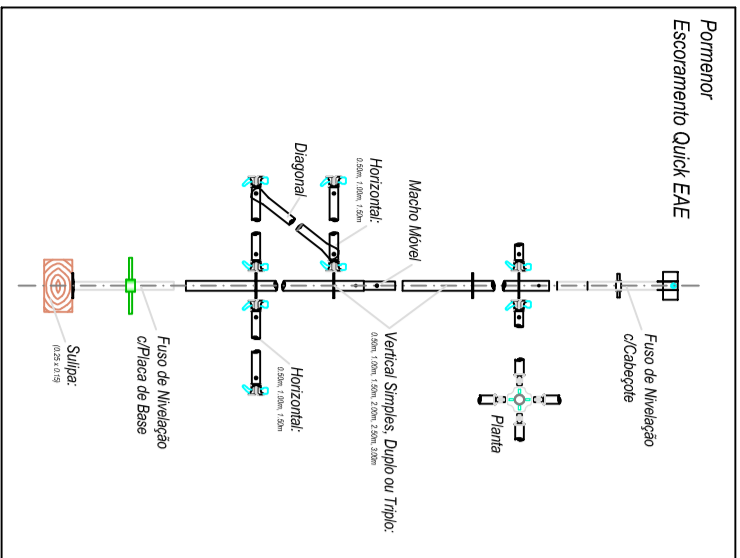 Pormenor
Escoramento Quick EAE
Fuso de Nivelação
c/Cabeçote
Planta
Vertical Simples, Duplo ou Triplo:
0.50m, 1.00m, 1.50m, 2.00m, 2.50m, 3.00m
Macho Móvel
Horizontal:
0.50m, 1.00m, 1.50m
Diagonal
Horizontal:
0.50m, 1.00m, 1.50m
Fuso de Nivelação
c/Placa de Base
Sulipa:
(0.25 x 0.15)